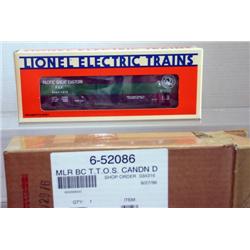 LIONEL ELECTRIC TRAINS
PACIFIC GREAT EASTERN
6-52086
MLR BC T.T.O.S. CANDN D
SHOP ORDER
QTY: 1
ITEM: